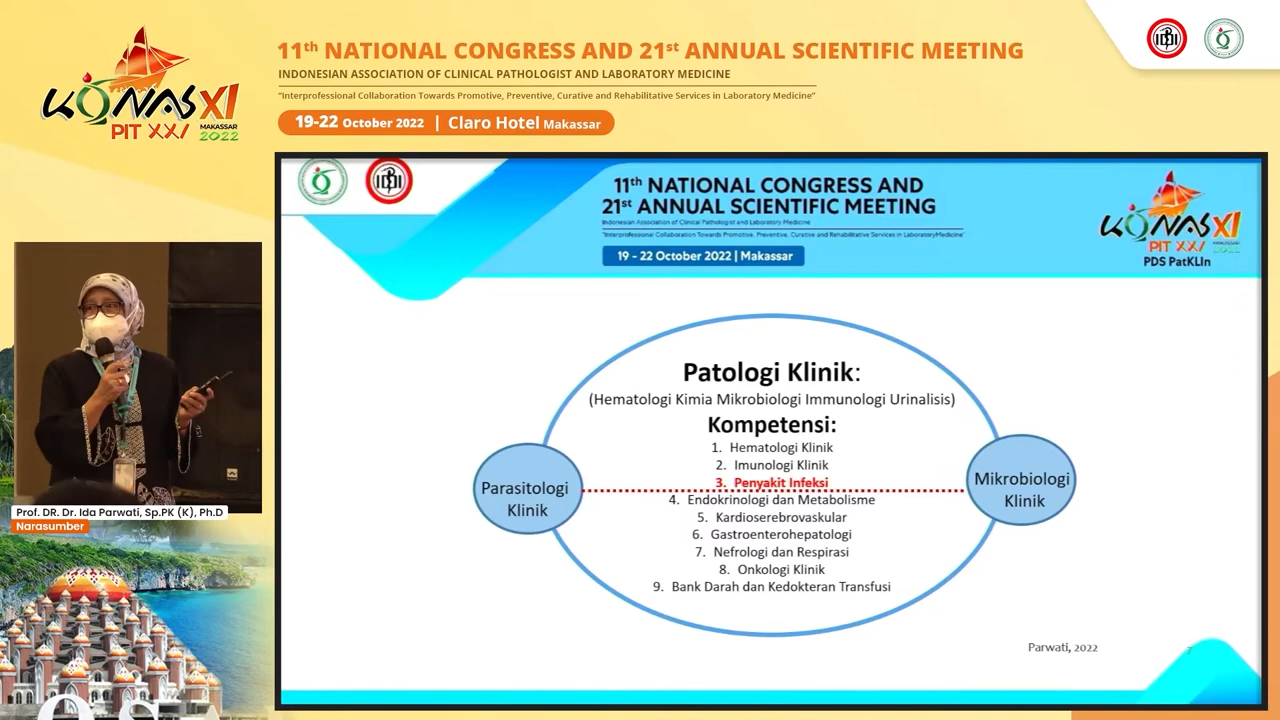 11th NATIONAL CONGRESS AND 21st ANNUAL SCIENTIFIC MEETING
INDONESIAN ASSOCIATION OF CLINICAL PATHOLOGIST AND LABORATORY MEDICINE
"Interprofessional Collaboration Towards Promotive, Preventive, Curative and Rehabilitative Services in Laboratory Medicine"
19-22 October 2022 | Claro Hotel Makassar
KONAS XI
PIT XXI
MAKASSAR
2022
IDI
11th NATIONAL CONGRESS AND
21st ANNUAL SCIENTIFIC MEETING
Indonesian Association of Clinical Pathologist and Laboratory Medicine
"Interprofessional Collaboration Towards Promotive, Preventive, Curative and Rehabilitative Services in LaboratoryMedicine"
19 - 22 October 2022 | Makassar
IDI
KONAS XI
PIT XXI
MAKASSAR
2022
PDS PatKLIn
Patologi Klinik:
(Hematologi Kimia Mikrobiologi Immunologi Urinalisis)
Kompetensi:
1. Hematologi Klinik
2. Imunologi Klinik
3. Penyakit Infeksi
4. Endokrinologi dan Metabolisme
5. Kardioserebrovaskular
6. Gastroenterohepatologi
7. Nefrologi dan Respirasi
8. Onkologi Klinik
9. Bank Darah dan Kedokteran Transfusi
Parasitologi
Klinik
Mikrobiologi
Klinik
Parwati, 2022
7
Prof. DR. Dr. Ida Parwati, Sp.PK (K), Ph.D
Narasumber